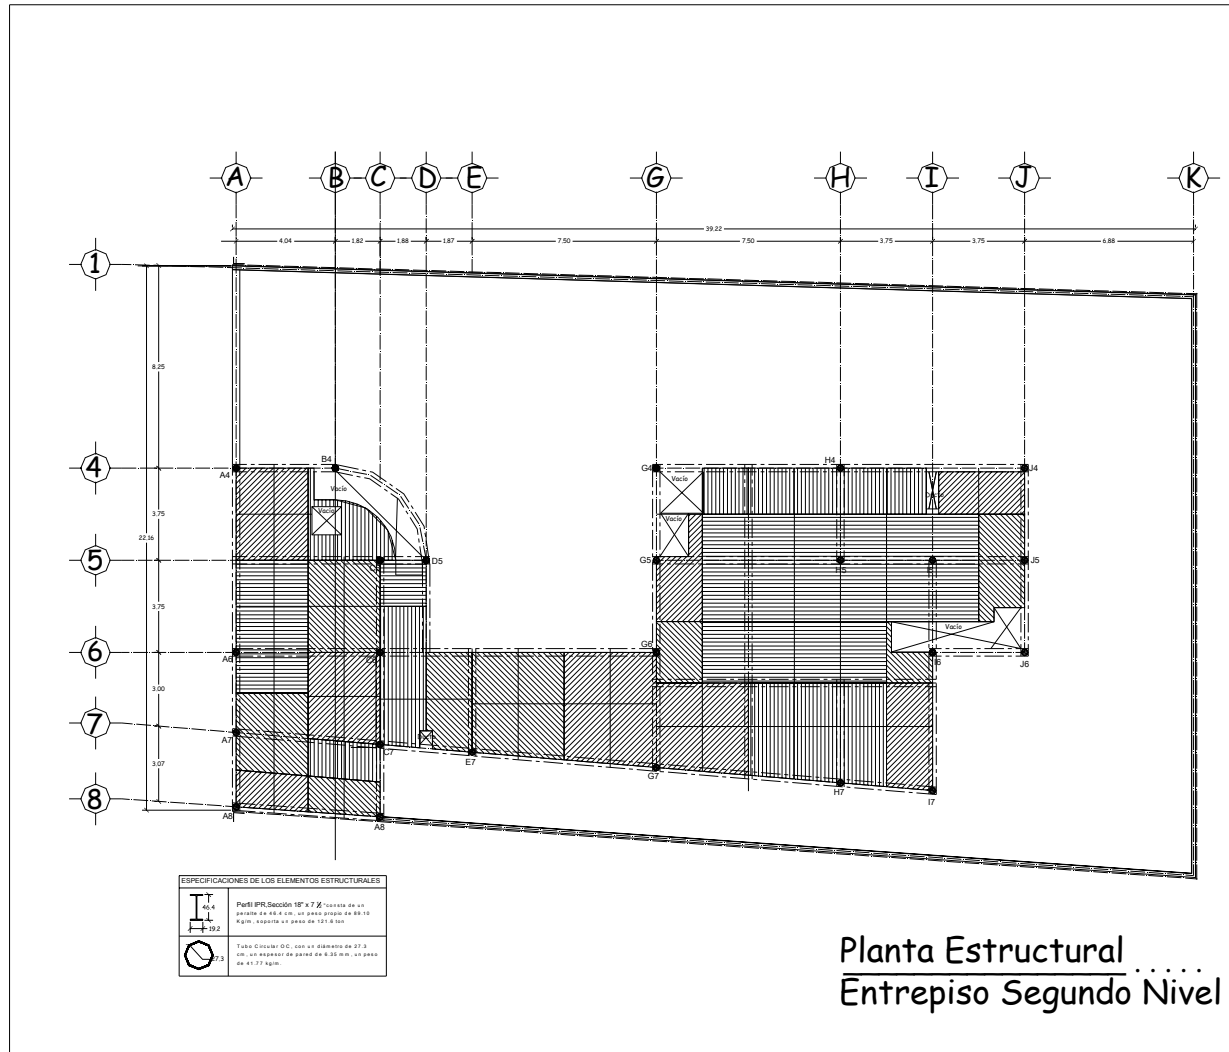 A B C D E G H I J K
39.22
4.04 1.82 1.88 1.87 7.50 7.50 3.75 3.75 6.88
1
8.25
4
A4 B4 G4 H4 J4
Vacío
Vacío
Vacío
Vacío
3.75
22.16
5
D5 G5 H5 J5
3.75
Vacío
6
A6 C6 G6 I6 J6
3.00
7
A7 C7 E7 G7 H7 I7
3.07
8
A8 A8
ESPECIFICACIONES DE LOS ELEMENTOS ESTRUCTURALES
46.4
19.2
Perfil IPR,Sección 18" x 7 ½" consta de un
peralte de 46.4 cm, un peso propio de 89.10
Kg/m, soporta un peso de 121.6 ton
27.3
Tubo Circular OC, con un diámetro de 27.3
cm, un espesor de pared de 6.35 mm, un peso
de 41.77 kg/m.
Planta Estructural . . . . .
Entrepiso Segundo Nivel